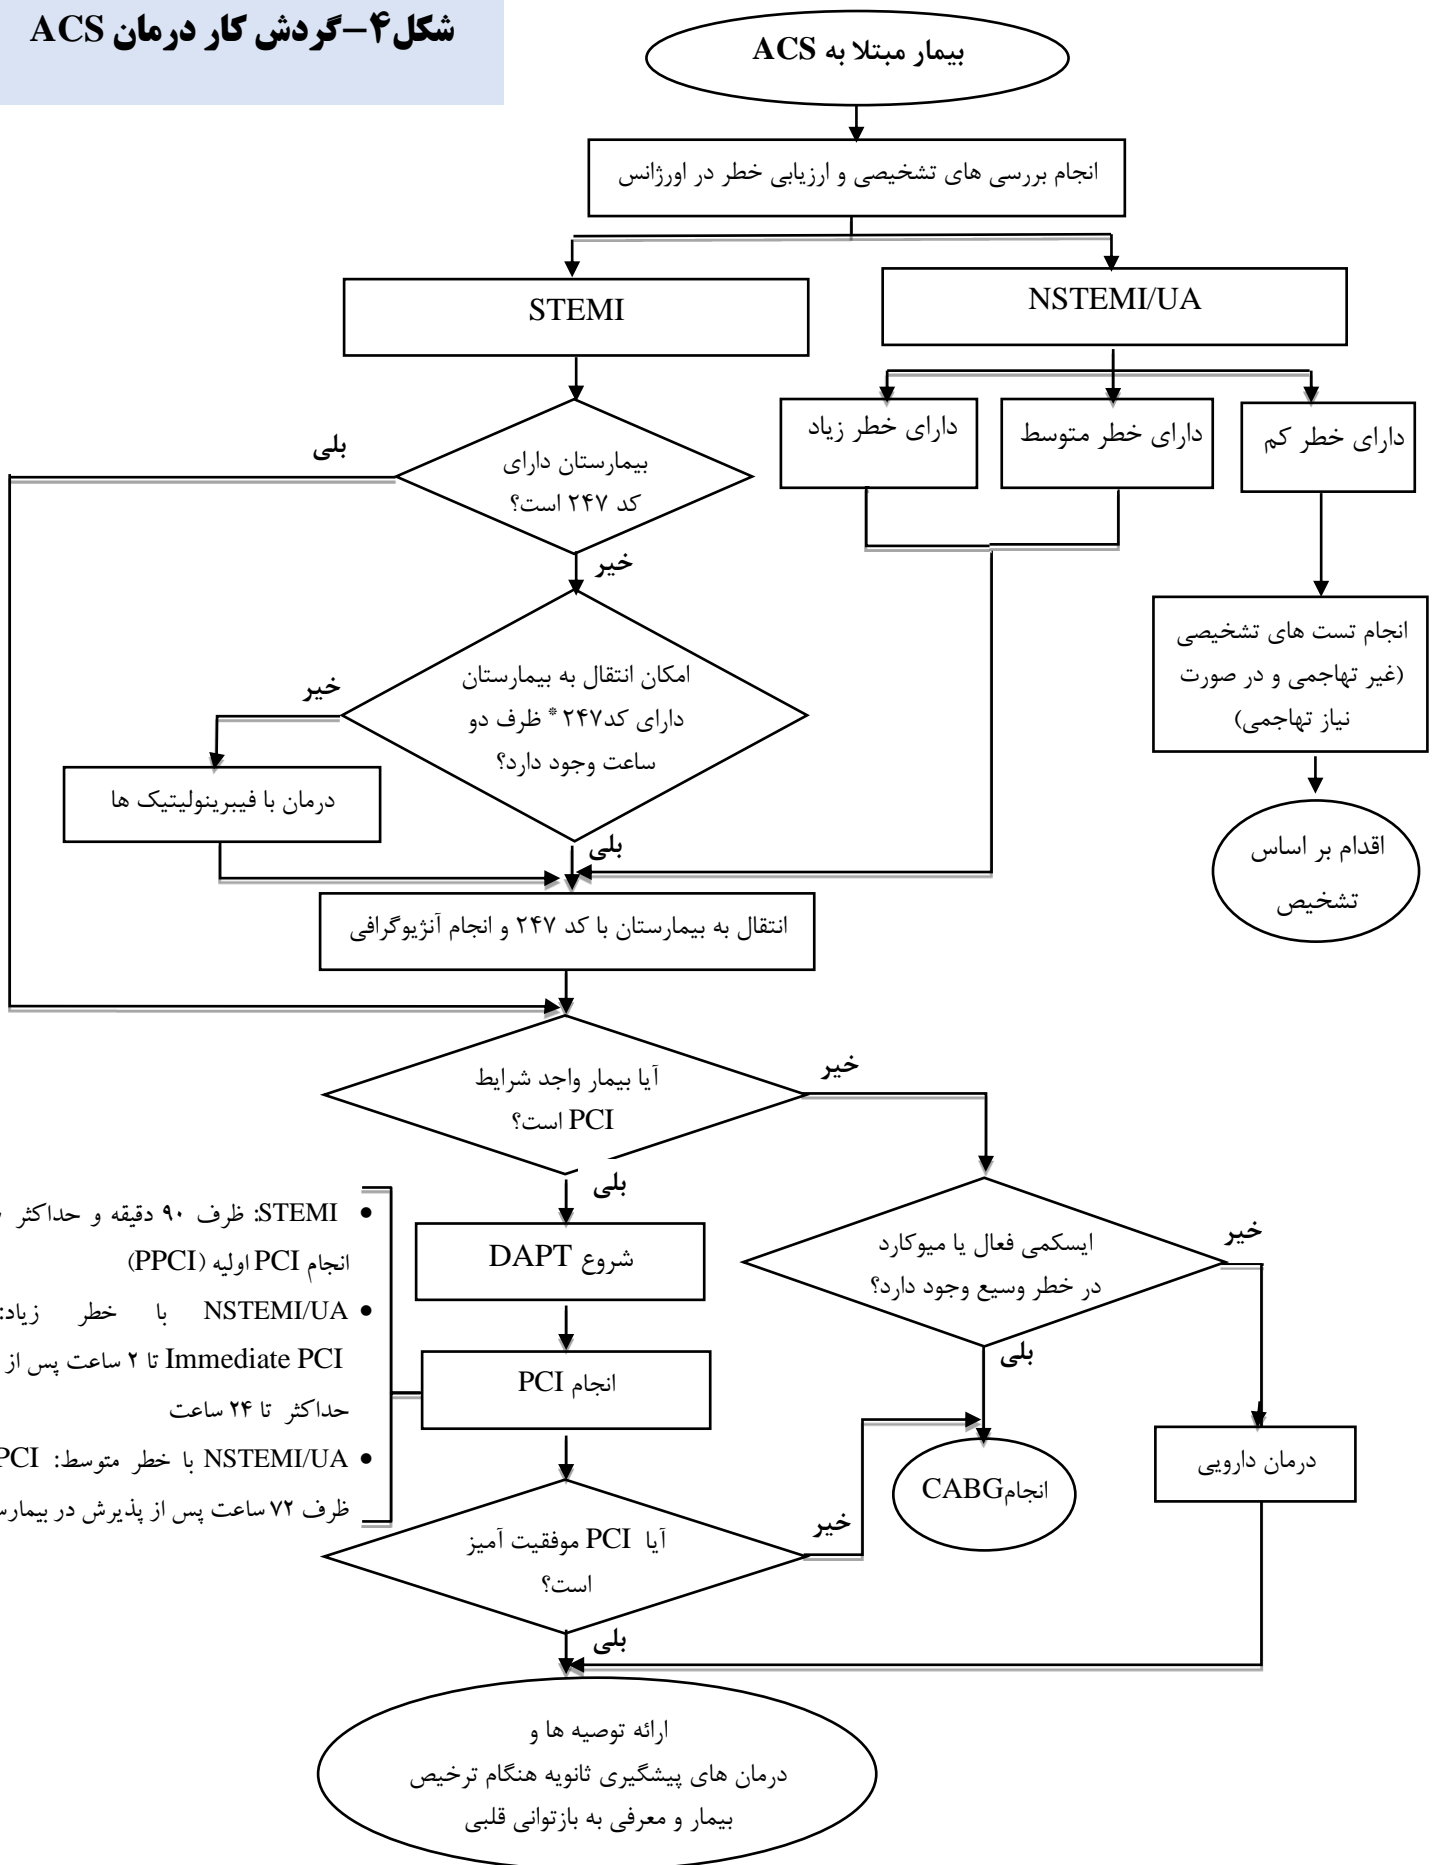 شکل۴-گردش کار درمان ACS
بیمار مبتلا به ACS
انجام بررسی های تشخیصی و ارزیابی خطر در اورژانس
STEMI
NSTEMI/UA
دارای خطر زیاد
دارای خطر متوسط
دارای خطر کم
بلی
بیمارستان دارای
کد ۲۴۷ است؟
خیر
انجام تست های تشخیصی
(غیر تهاجمی و در صورت
نیاز تهاجمی)
خیر
امکان انتقال به بیمارستان
دارای کد۲۴۷ * ظرف دو
ساعت وجود دارد؟
درمان با فیبرینولیتیک ها
بلی
اقدام بر اساس
تشخیص
انتقال به بیمارستان با کد ۲۴۷ و انجام آنژیوگرافی
آیا بیمار واجد شرایط
PCI است؟
خیر
بلی
• STEMI: ظرف ۹۰ دقیقه و حداکثر
انجام PCI اولیه (PPCI)
• NSTEMI/UA با خطر زیاد:
Immediate PCI تا ۲ ساعت پس از
حداکثر تا ۲۴ ساعت
• NSTEMI/UA با خطر متوسط: PCI
ظرف ۷۲ ساعت پس از پذیرش در
شروع DAPT
ایسکمی فعال یا میوکارد
در خطر وسیع وجود دارد؟
خیر
بلی
انجام PCI
انجامCABG
درمان دارویی
آیا PCI موفقیت آمیز
است؟
خیر
بلی
ارائه توصیه ها و
درمان های پیشگیری ثانویه هنگام ترخیص
بیمار و معرفی به بازتوانی قلبی